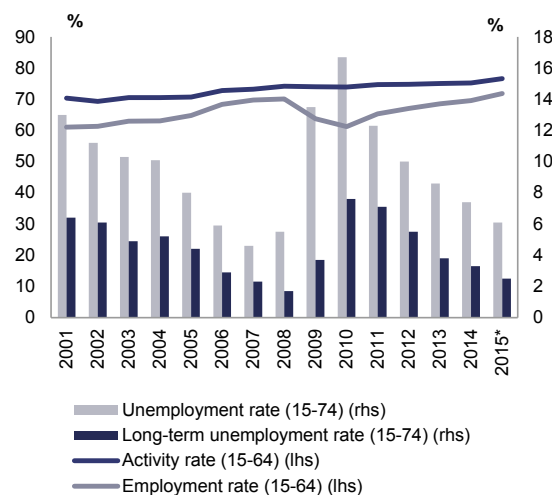 % %
90 18
80 16
70 14
60 12
50 10
40 8
30 6
20 4
10 2
0 0
2001 2002 2003 2004 2005 2006 2007 2008 2009 2010 2011 2012 2013 2014 2015*
Unemployment rate (15-74) (rhs)
Long-term unemployment rate (15-74) (rhs)
Activity rate (15-64) (lhs)
Employment rate (15-64) (lhs)